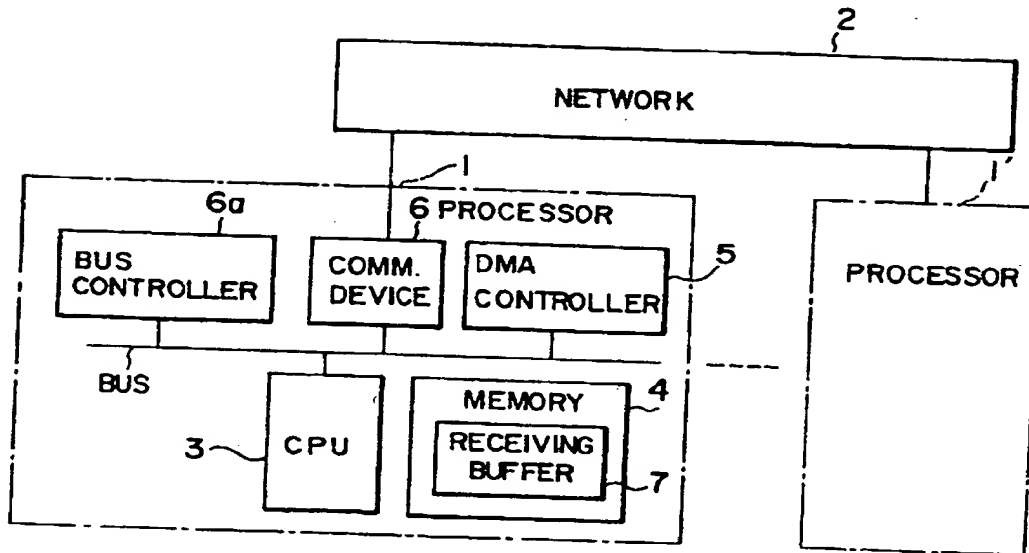 2
NETWORK
1
1'
6a
6 PROCESSOR
BUS
CONTROLLER
COMM.
DEVICE
DMA
CONTROLLER
5
PROCESSOR
BUS
3
CPU
MEMORY
4
RECEIVING
BUFFER
7